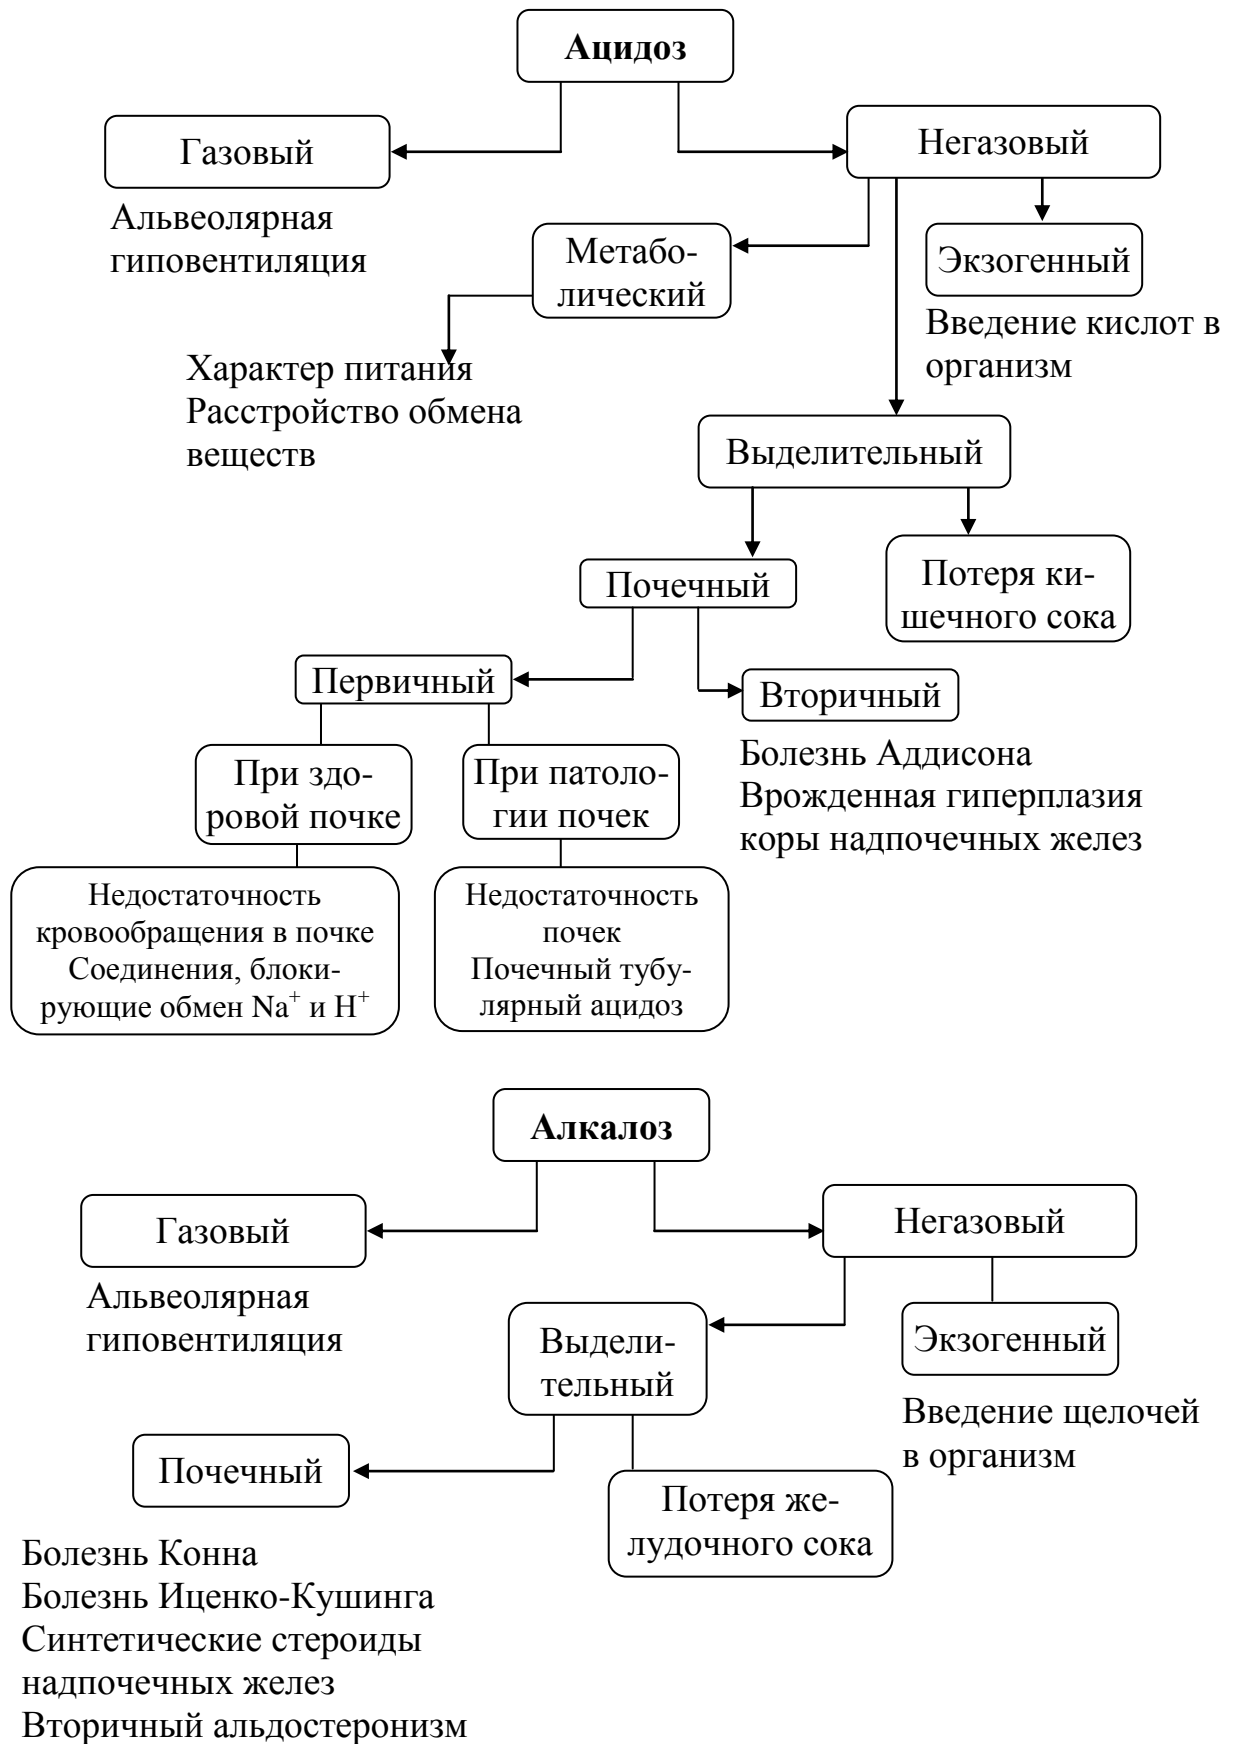 Ацидоз
Газовый
Негазовый
Альвеолярная
гиповентиляция
Метабо-
лический
Экзогенный
Введение кислот в
организм
Характер питания
Расстройство обмена
веществ
Выделительный
Почечный
Потеря ки-
шечного сока
Первичный
Вторичный
Болезнь Аддисона
Врожденная гиперплазия
коры надпочечных желез
При здо-
ровой почке
При патоло-
гии почек
Недостаточность
кровообращения в почке
Соединения, блоки-
рующие обмен Na⁺ и H⁺
Недостаточность
почек
Почечный тубу-
лярный ацидоз
Алкалоз
Газовый
Негазовый
Альвеолярная
гиповентиляция
Выдели-
тельный
Экзогенный
Введение щелочей
в организм
Почечный
Потеря же-
лудочного сока
Болезнь Конна
Болезнь Иценко-Кушинга
Синтетические стероиды
надпочечных желез
Вторичный альдостеронизм